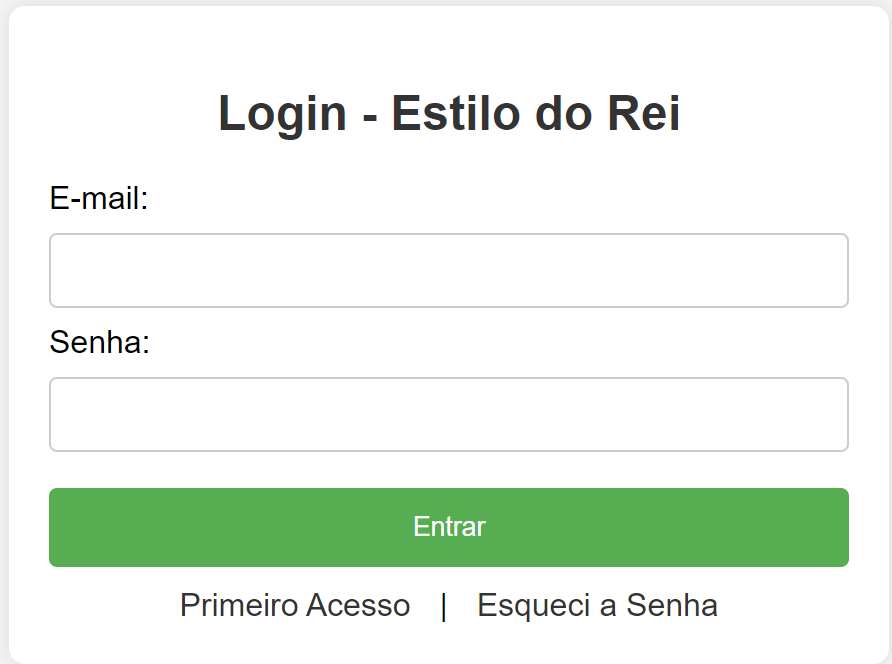 Login - Estilo do Rei
E-mail:
Senha:
Entrar
Primeiro Acesso | Esqueci a Senha